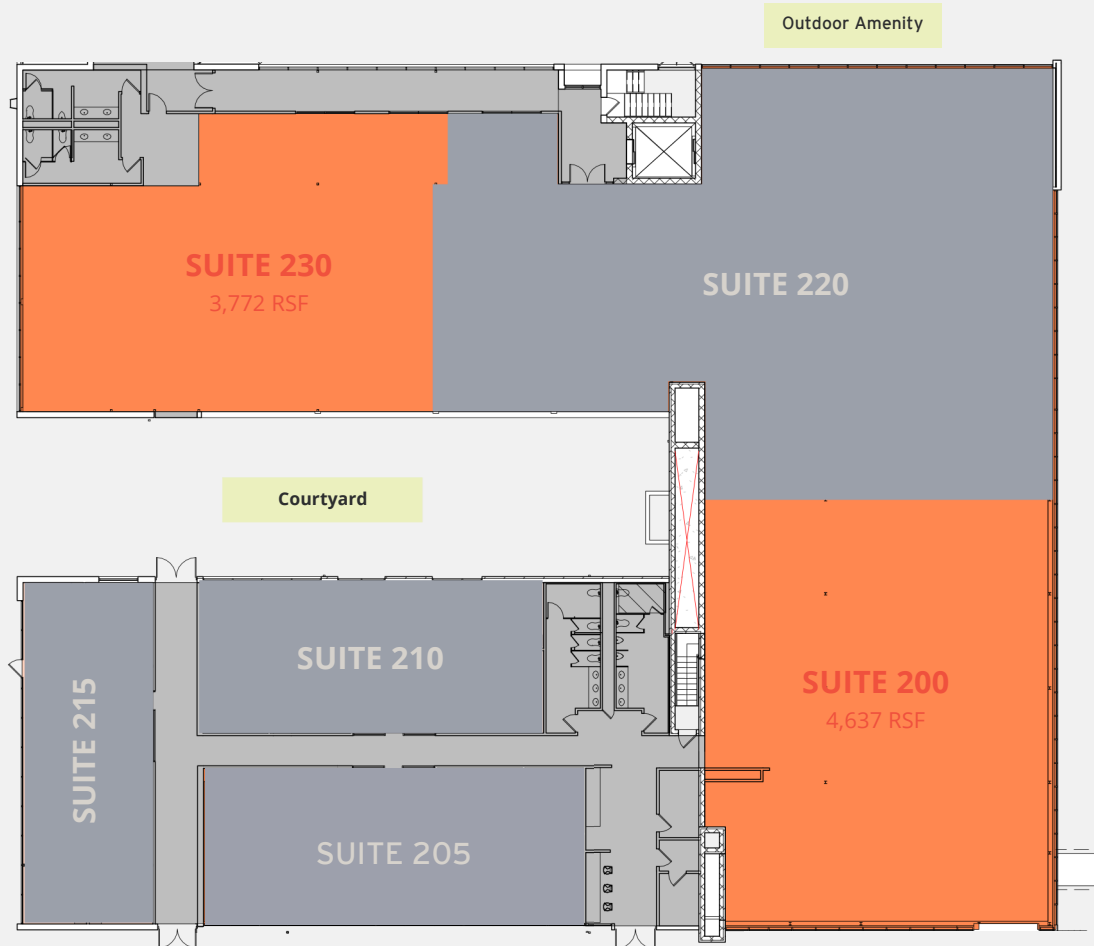 Outdoor Amenity
SUITE 230
3,772 RSF
SUITE 220
Courtyard
SUITE 210
SUITE 215
SUITE 200
4,637 RSF
SUITE 205